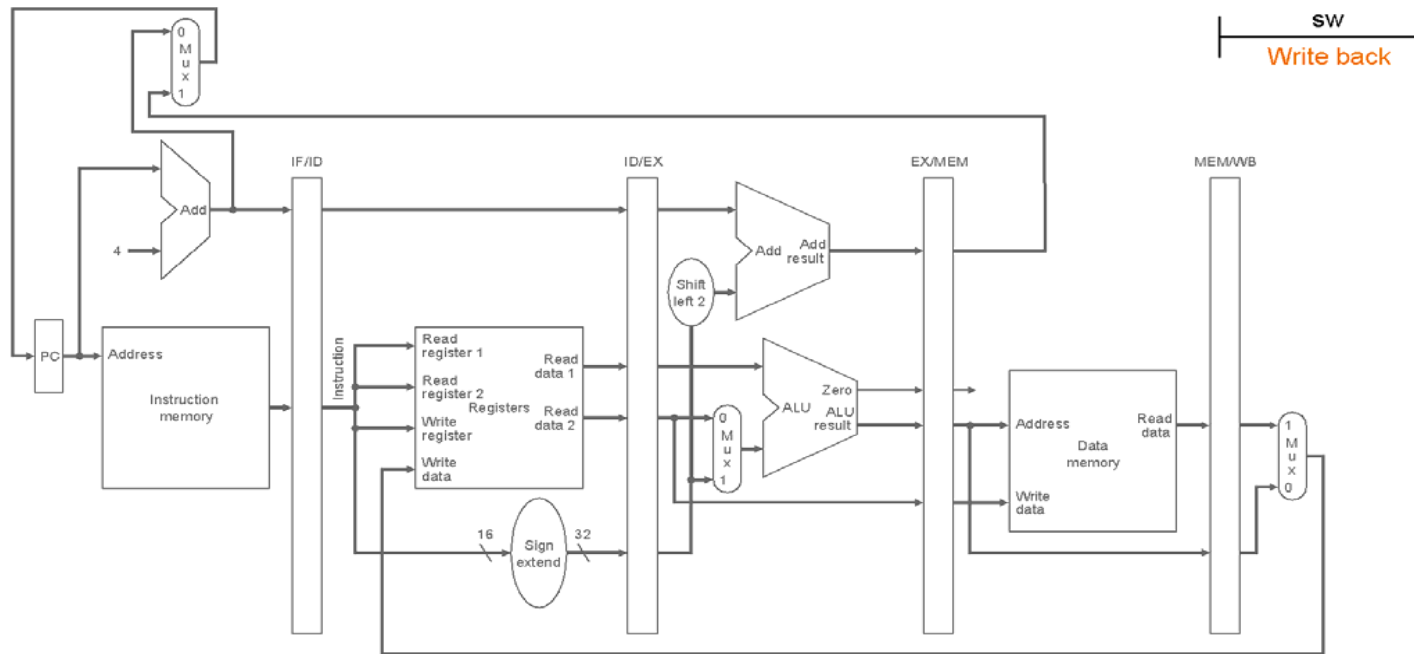 sw
Write back
0
M
u
x
1
IF/ID
ID/EX
EX/MEM
MEM/WB
Add
4
Add
Add
result
Shift
left 2
PC
Address
Instruction
memory
Instruction
Read
register 1
Read
register 2
Write
register
Write
data
Registers
Read
data 1
Read
data 2
0
M
u
x
1
Zero
ALU
ALU
result
Address
Read
data
Data
memory
Write
data
1
M
u
x
0
16
Sign
extend
32